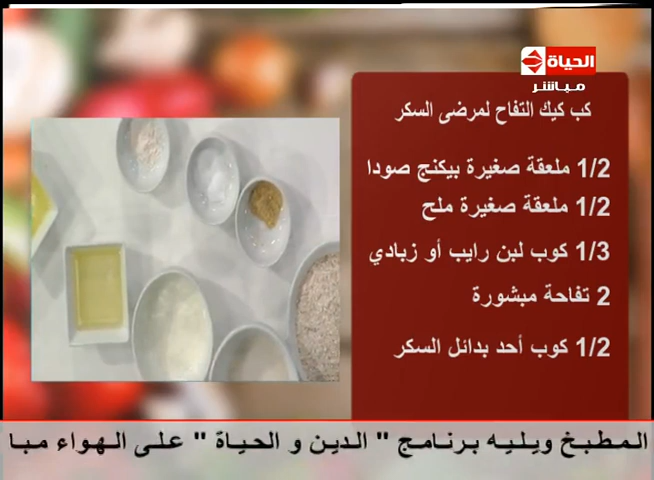 الحياة
مباشر
كب كيك التفاح لمرضى السكر
1/2 ملعقة صغيرة بيكنج صودا
1/2 ملعقة صغيرة ملح
1/3 كوب لبن رايب أو زبادي
2 تفاحة مبشورة
1/2 كوب أحد بدائل السكر
المطبخ ويليه برنامج " الدين و الحياة " على الهواء مبا